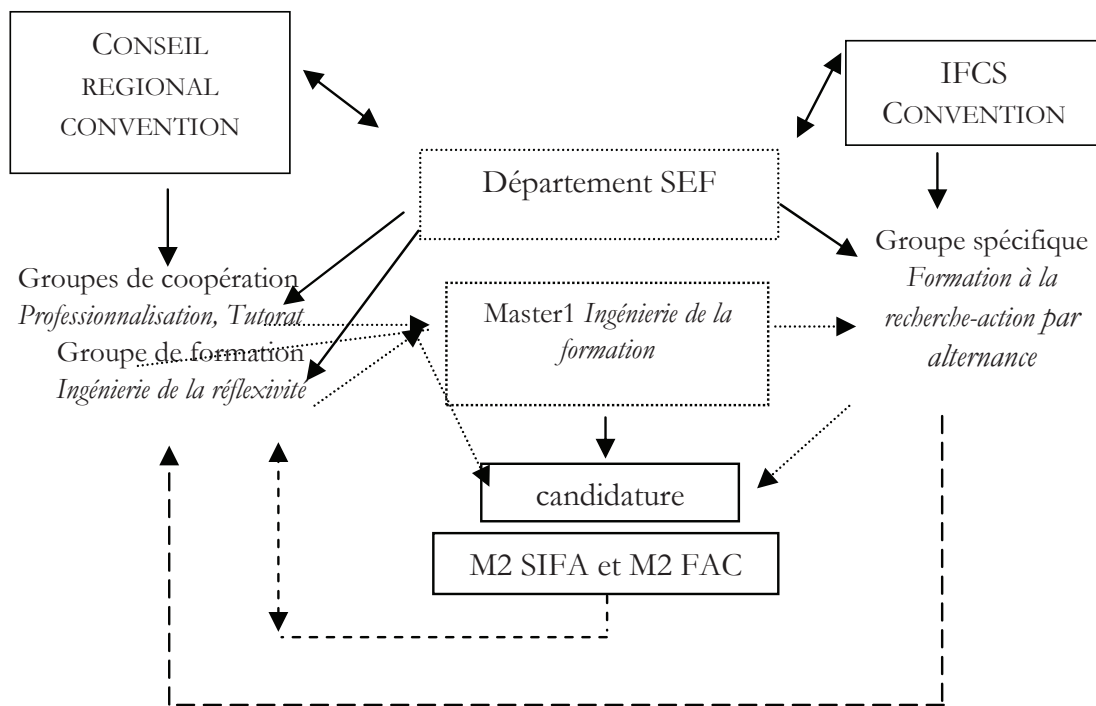 CONSEIL
REGIONAL
CONVENTION
IFCS
CONVENTION
Département SEF
Groupes de coopération
Professionnalisation, Tutorat
Groupe de formation
Ingénierie de la réflexivité
Master1 Ingénierie de la
formation
Groupe spécifique
Formation à la
recherche-action par
alternance
candidature
M2 SIFA et M2 FAC